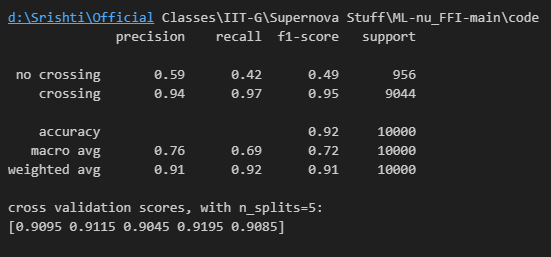 d:\Srishti\Official Classes\IIT-G\Supernova Stuff\ML-nu_FFI-main\code
precision recall f1-score support
no crossing 0.59 0.42 0.49 956
crossing 0.94 0.97 0.95 9044
accuracy 0.92 10000
macro avg 0.76 0.69 0.72 10000
weighted avg 0.91 0.92 0.91 10000
cross validation scores, with n_splits=5:
[0.9095 0.9115 0.9045 0.9195 0.9085]